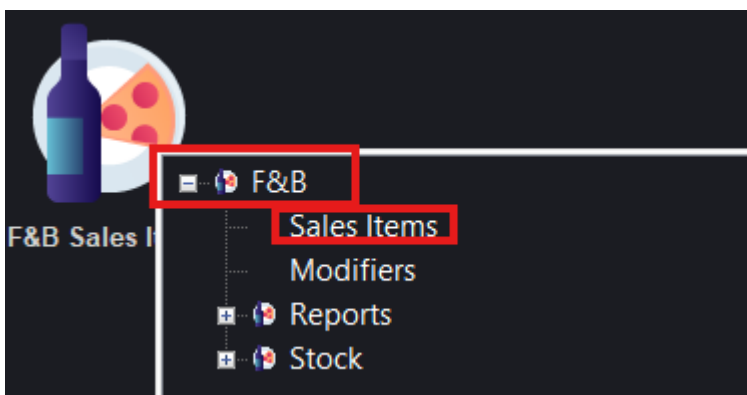 F&B
Sales Items
F&B Sales
Modifiers
Reports
Stock